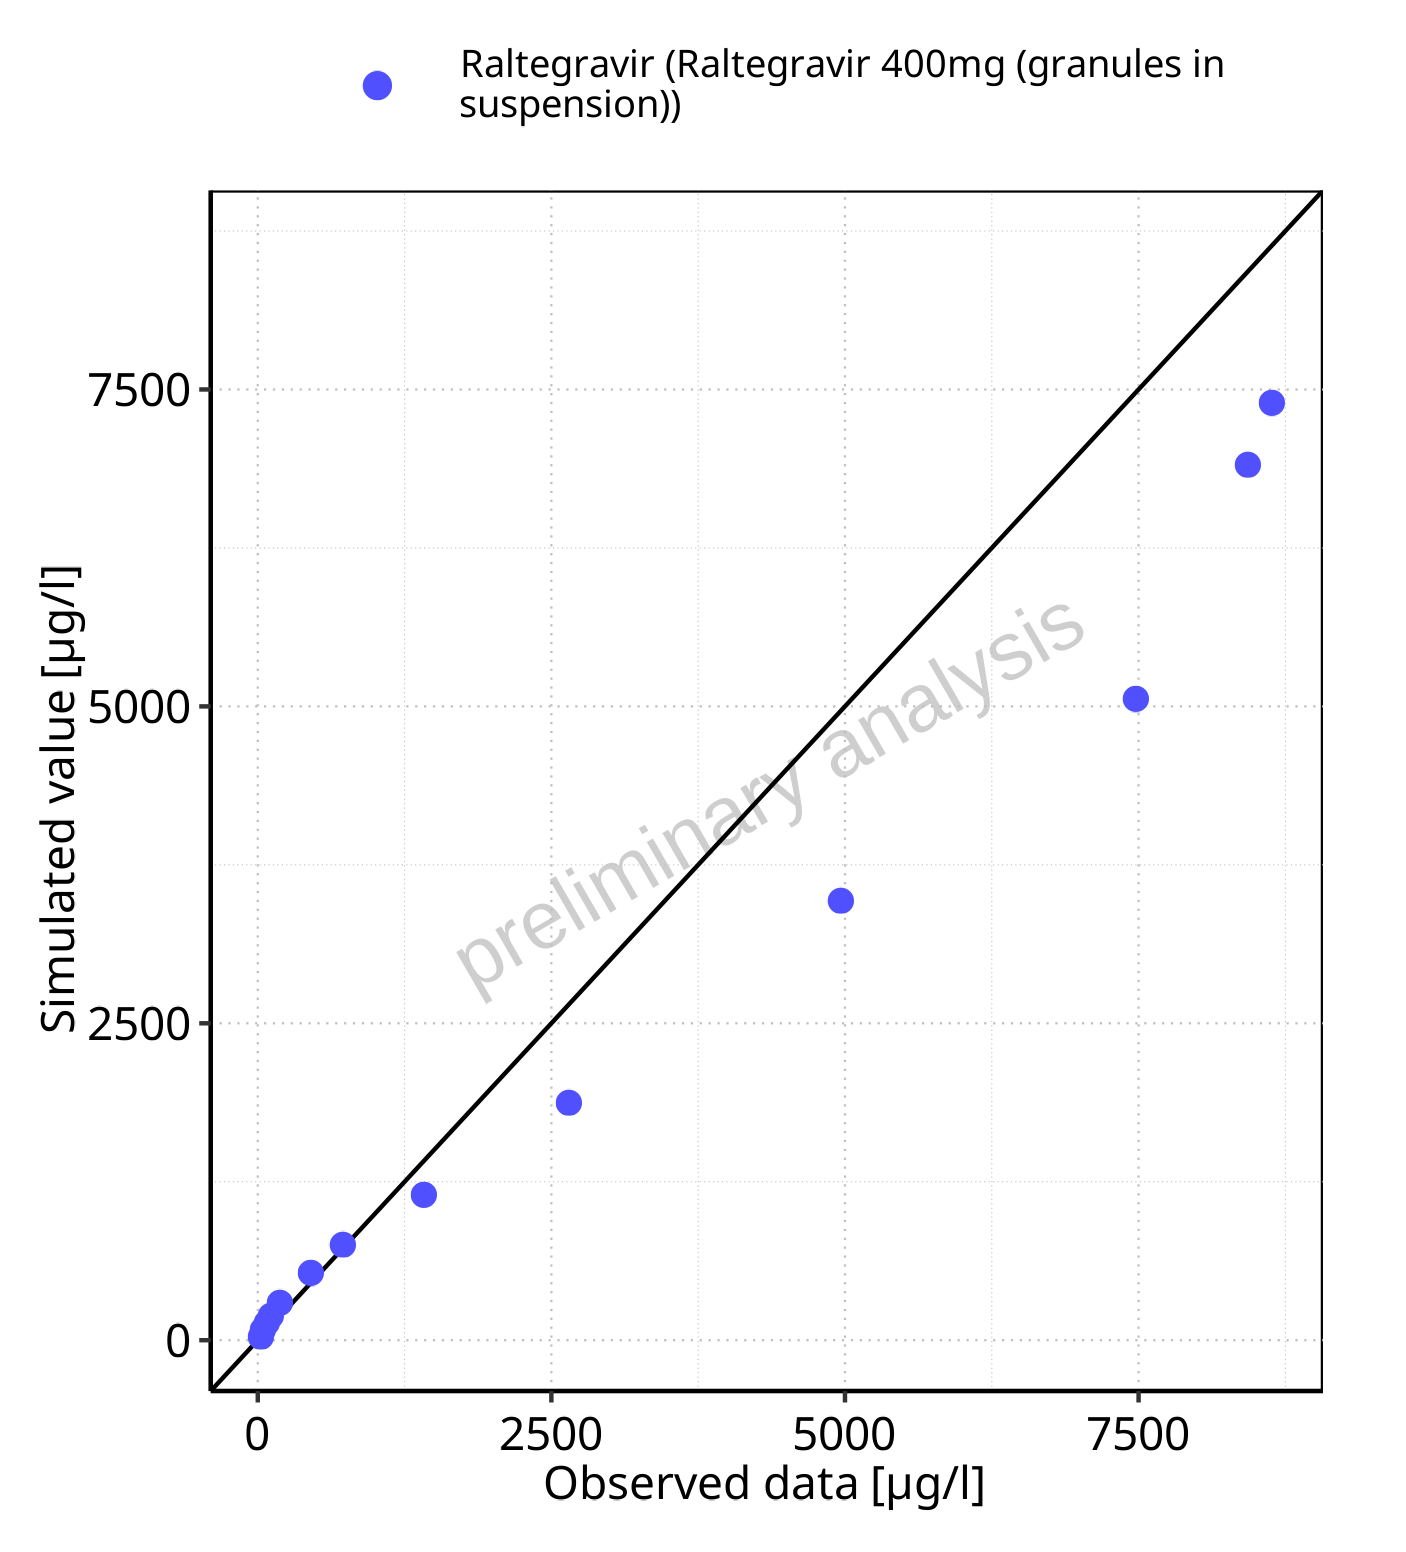 Raltegravir (Raltegravir 400mg (granules in
suspension))
7500
5000
2500
0
Simulated value [µg/l]
preliminary analysis
0
2500
5000
7500
Observed data [µg/l]